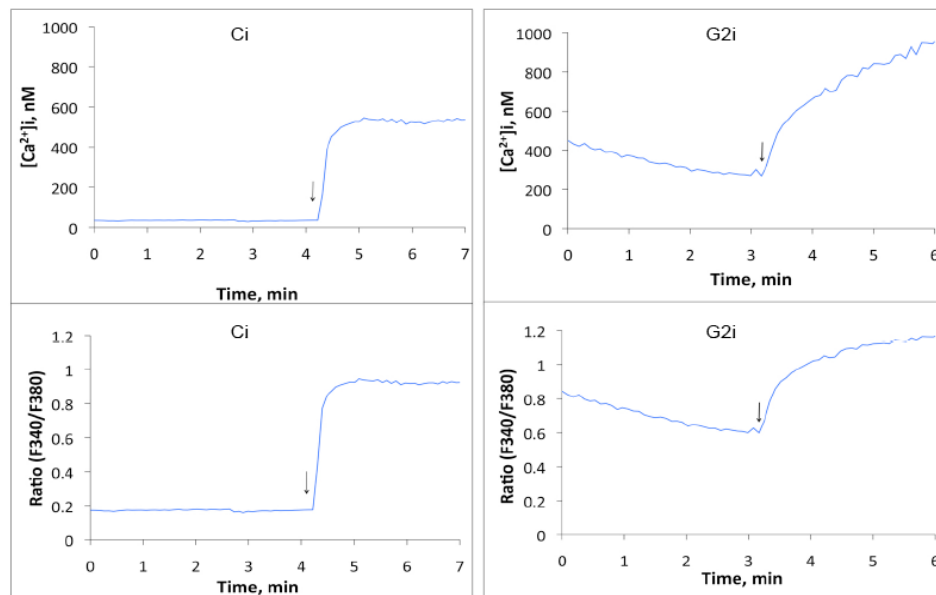 Ci
1000
800
600
400
200
0
[Ca²⁺]i, nM
0 1 2 3 4 5 6 7
Time, min
G2i
1000
800
600
400
200
0
[Ca²⁺]i, nM
0 1 2 3 4 5 6
Time, min
Ci
1.2
1
0.8
0.6
0.4
0.2
0
Ratio (F340/F380)
0 1 2 3 4 5 6 7
Time, min
G2i
1.2
1
0.8
0.6
0.4
0.2
0
Ratio (F340/F380)
0 1 2 3 4 5 6
Time, min